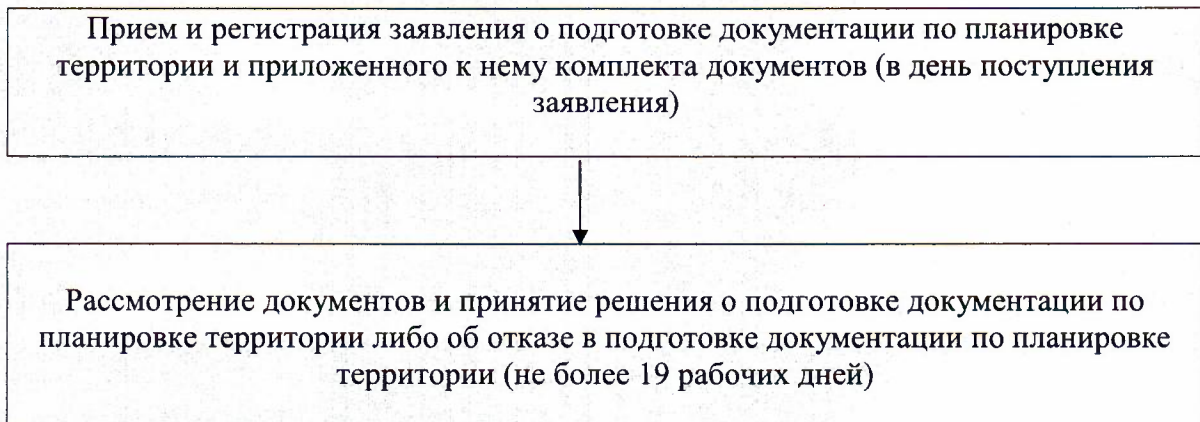 Прием и регистрация заявления о подготовке документации по планировке
территории и приложенного к нему комплекта документов (в день поступления
заявления)
Рассмотрение документов и принятие решения о подготовке документации по
планировке территории либо об отказе в подготовке документации по планировке
территории (не более 19 рабочих дней)